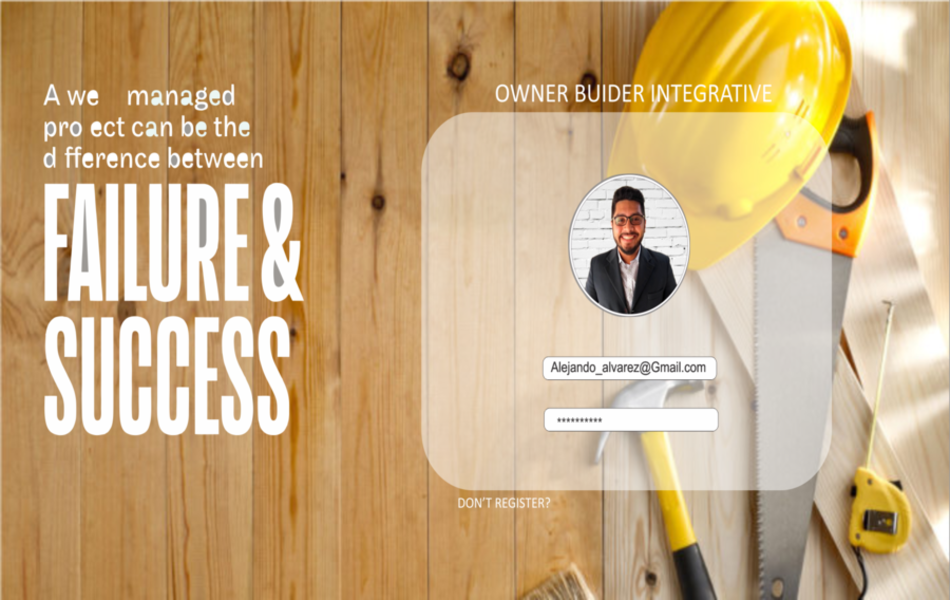 A we managed
pro ect can be the
d fference between
FAILURE &
SUCCESS
OWNER BUIDER INTEGRATIVE
Alejando_alvarez@Gmail.com
**********
DON'T REGISTER?